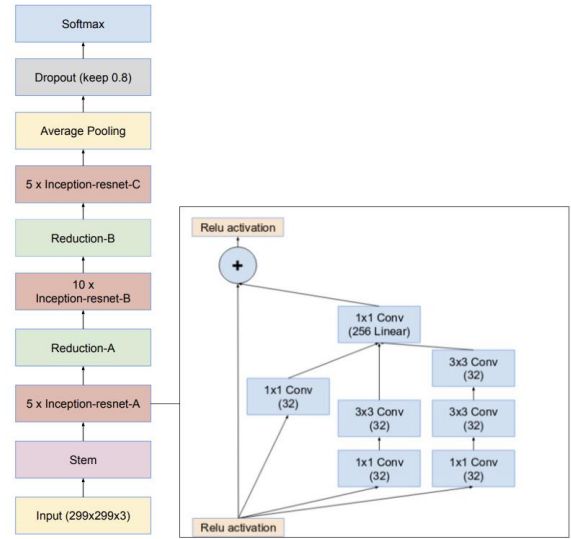 Softmax
Dropout (keep 0.8)
Average Pooling
5 x Inception-resnet-C
Reduction-B
10 x
Inception-resnet-B
Reduction-A
5 x Inception-resnet-A
Stem
Input (299x299x3)
Relu activation
+
1x1 Conv
(256 Linear)
1x1 Conv
(32)
3x3 Conv
(32)
3x3 Conv
(32)
3x3 Conv
(32)
1x1 Conv
(32)
1x1 Conv
(32)
Relu activation